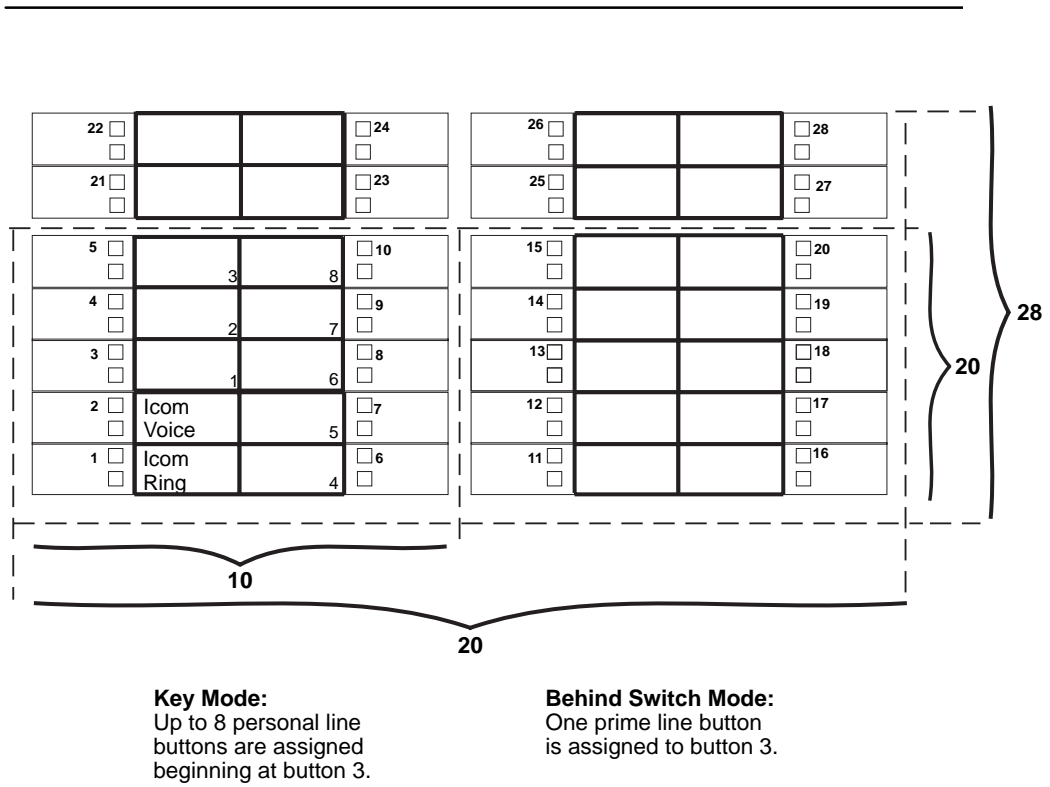 22 24 26 28
21 23 25 27
5 3 8 10 15 20
4 2 7 9 14 19
3 1 6 8 13 18
2 Icom Voice 5 7 12 17
1 Icom Ring 4 6 11 16
28
20
10
20
Key Mode:
Up to 8 personal line
buttons are assigned
beginning at button 3.
Behind Switch Mode:
One prime line button
is assigned to button 3.